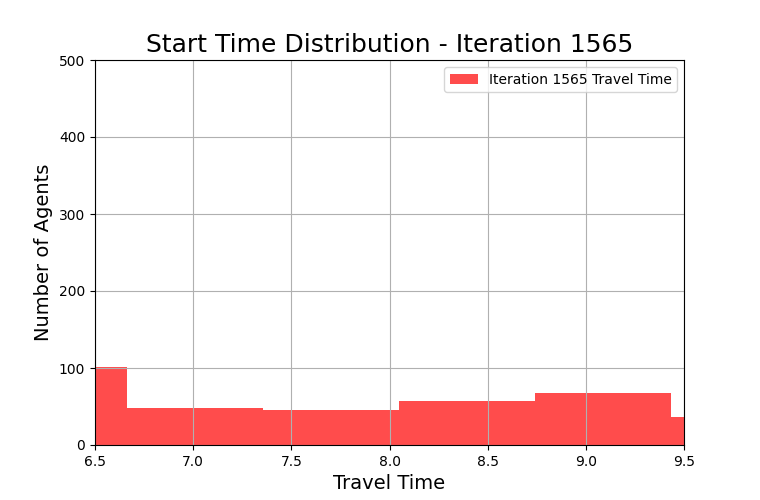 Start Time Distribution - Iteration 1565
Iteration 1565 Travel Time
Number of Agents
500
400
300
200
100
0
6.5 7.0 7.5 8.0 8.5 9.0 9.5
Travel Time